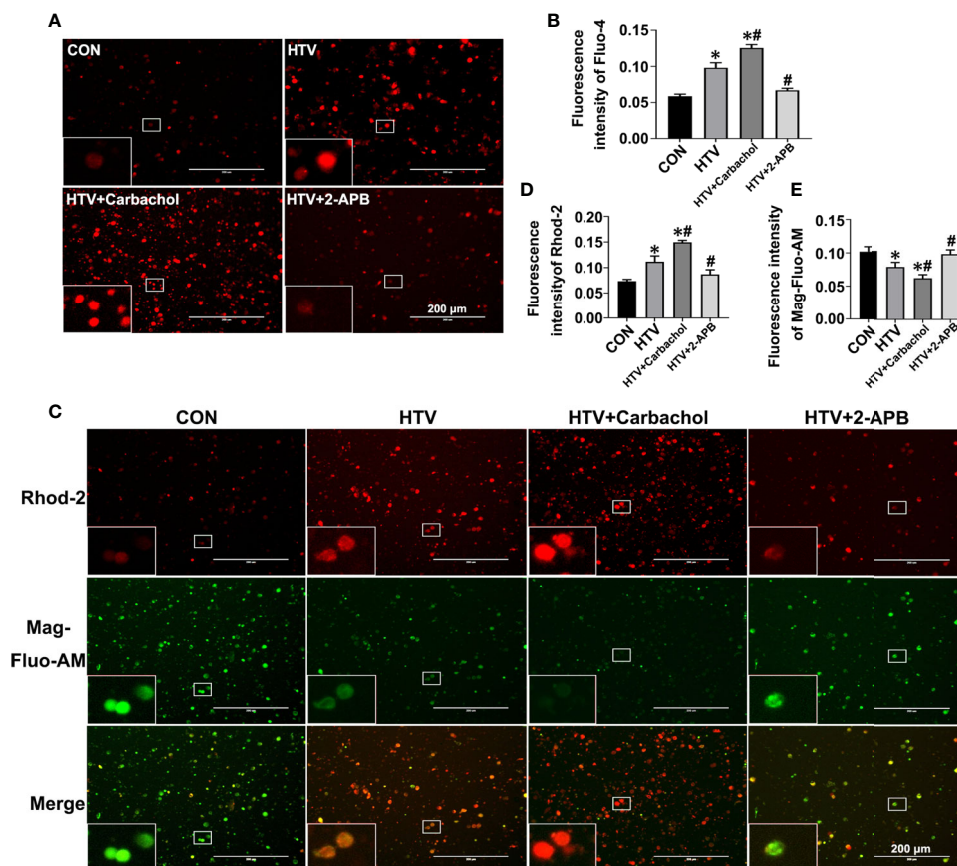 A
CON
HTV
HTV+Carbachol
HTV+2-APB
200 μm
B
Fluorescence
intensity of Fluo-4
0.15
0.10
0.05
0.00
*
*#
#
CON
HTV
HTV+Carbachol
HTV+2-APB
D
Fluorescence
intensityof Rhod-2
0.20
0.15
0.10
0.05
0.00
*
*#
#
CON
HTV
HTV+Carbachol
HTV+2-APB
E
Fluorescence intensity
of Mag-Fluo-AM
0.15
0.10
0.05
0.00
*
*#
#
CON
HTV
HTV+Carbachol
HTV+2-APB
C
CON
HTV
HTV+Carbachol
HTV+2-APB
Rhod-2
Mag-
Fluo-AM
Merge
200 μm